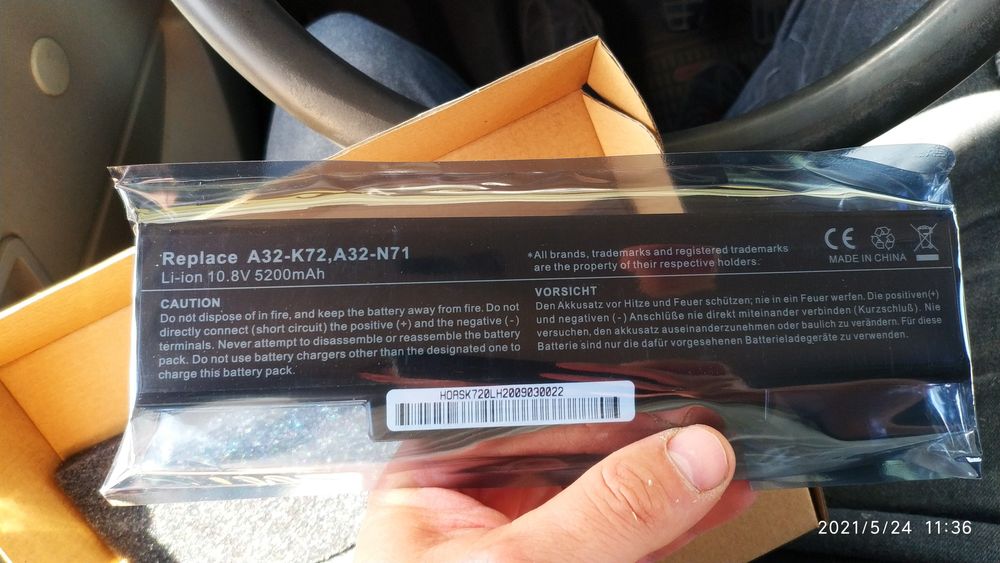 Replace A32-K72,A32-N71
Li-ion 10.8V 5200mAh
*All brands, trademarks and registered trademarks
are the property of their respective holders.
CE
MADE IN CHINA
CAUTION
Do not dispose of in fire, and keep the battery away from fire. Do not
directly connect (short circuit) the positive (+) and the negative (-)
terminals. Never attempt to disassemble or reassemble the battery
pack. Do not use battery chargers other than the designated one to
charge this battery pack.
VORSICHT
Den Akkusatz vor Hitze und Feuer schützen; nie in ein Feuer werfen. Die positiven(+)
und negativen (-) Anschlüße nie direkt miteinander verbinden (Kurzschluß). Nie
versuchen, den akkusatz auseinanderzunehmen oder baulich zu verändern. Für diese
Batterie sind nur die dafür vorgesehenen Batterieladegeräte zu verwenden.
HOASK720LH2009030022
2021/5/24 11:36